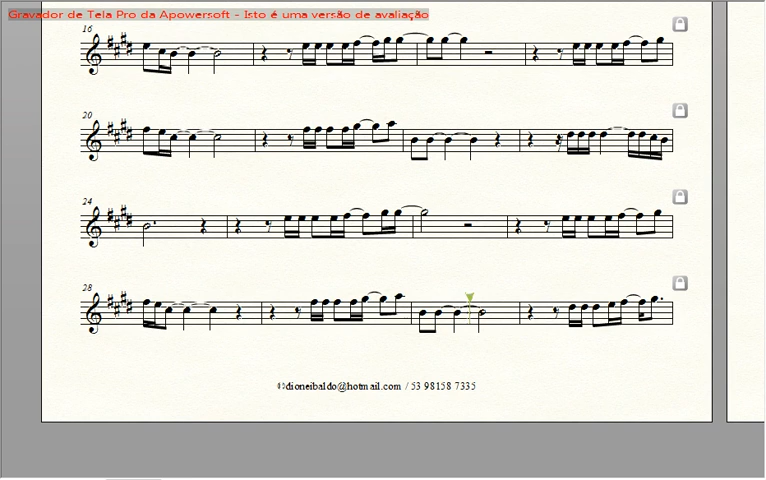 Gravador de Tela Pro da Apowersoft - Isto é uma versão de avaliação
16
20
24
28
©dioneibaldo@hotmail.com / 53 98158 7335